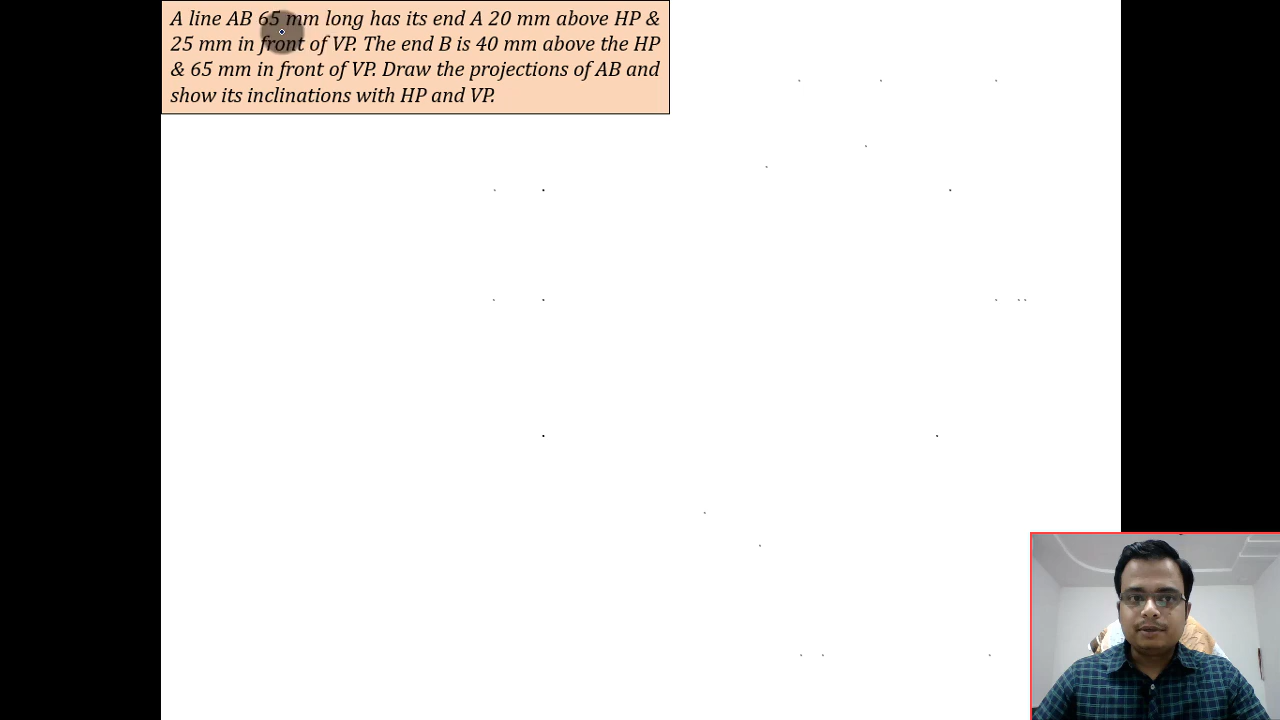 A line AB 65 mm long has its end A 20 mm above HP &
25 mm in front of VP. The end B is 40 mm above the HP
& 65 mm in front of VP. Draw the projections of AB and
show its inclinations with HP and VP.